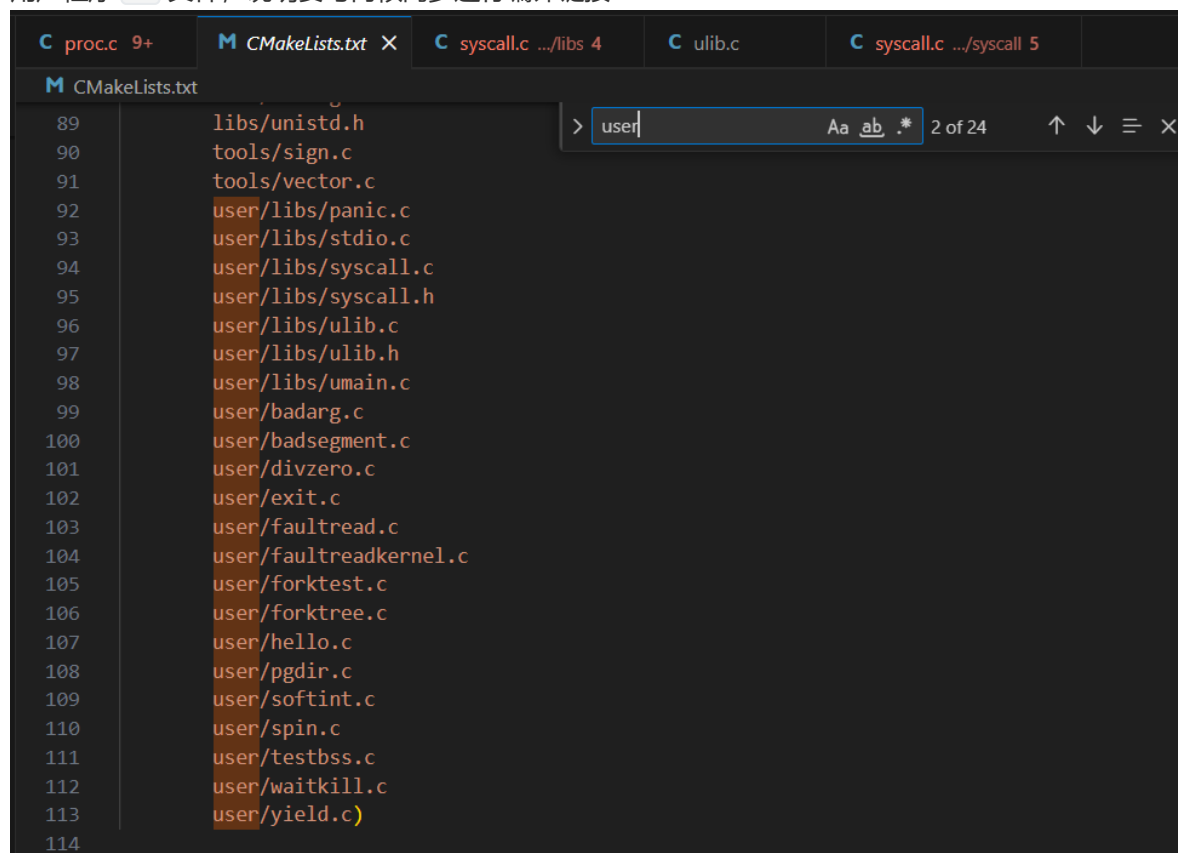 C proc.c 9+ M CMakeLists.txt × C syscall.c .../libs 4 C ulib.c C syscall.c .../syscall 5
M CMakeLists.txt
> user Aa ab .* 2 of 24
89 libs/unistd.h
90 tools/sign.c
91 tools/vector.c
92 user/libs/panic.c
93 user/libs/stdio.c
94 user/libs/syscall.c
95 user/libs/syscall.h
96 user/libs/ulib.c
97 user/libs/ulib.h
98 user/libs/umain.c
99 user/badarg.c
100 user/badsegment.c
101 user/divzero.c
102 user/exit.c
103 user/faultread.c
104 user/faultreadkernel.c
105 user/forktest.c
106 user/forktree.c
107 user/hello.c
108 user/pgdir.c
109 user/softint.c
110 user/spin.c
111 user/testbss.c
112 user/waitkill.c
113 user/yield.c)
114